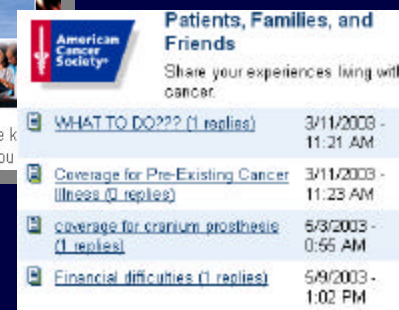 American
Cancer
Society®
Patients, Families, and
Friends
Share your experiences living with
cancer.
WHAT TO DO??? (1 replies)
3/11/2003 -
11:21 AM
Coverage for Pre-Existing Cancer
Illness (0 replies)
3/11/2003 -
11:23 AM
coverage for cranium prosthesis
(1 replies)
6/3/2003 -
Financial difficulties (1 replies)
5/9/2003 -
1:02 PM